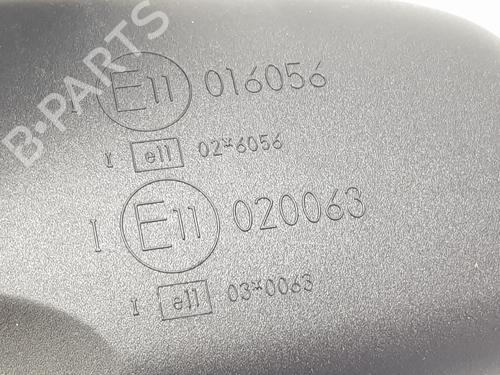 I E11 016056
I e11 02*6056
I E11 020063
I e11 03*0063
B-PARTS